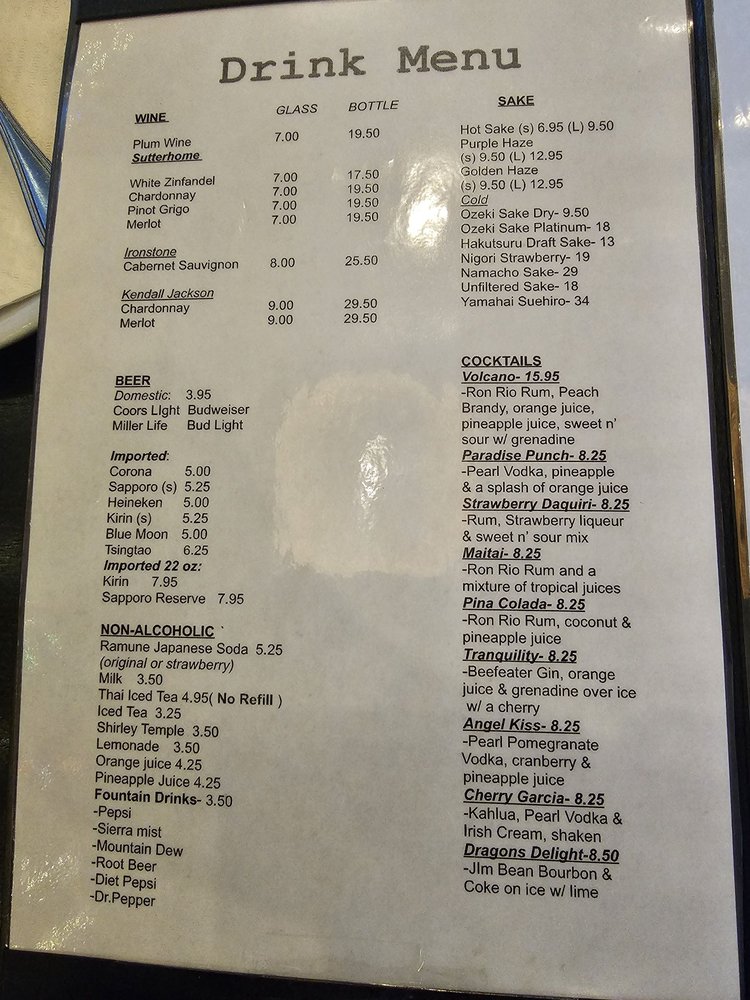 Drink Menu
WINE GLASS BOTTLE
Plum Wine 7.00 19.50
Sutterhome
White Zinfandel 7.00 17.50
Chardonnay 7.00 19.50
Pinot Grigo 7.00 19.50
Merlot 7.00 19.50
Ironstone
Cabernet Sauvignon 8.00 25.50
Kendall Jackson
Chardonnay 9.00 29.50
Merlot 9.00 29.50
BEER
Domestic: 3.95
Coors LIght Budweiser
Miller Life Bud Light
Imported:
Corona 5.00
Sapporo (s) 5.25
Heineken 5.00
Kirin (s) 5.25
Blue Moon 5.00
Tsingtao 6.25
Imported 22 oz:
Kirin 7.95
Sapporo Reserve 7.95
NON-ALCOHOLIC `
Ramune Japanese Soda 5.25
(original or strawberry)
Milk 3.50
Thai Iced Tea 4.95( No Refill )
Iced Tea 3.25
Shirley Temple 3.50
Lemonade 3.50
Orange juice 4.25
Pineapple Juice 4.25
Fountain Drinks- 3.50
-Pepsi
-Sierra mist
-Mountain Dew
-Root Beer
-Diet Pepsi
-Dr.Pepper
SAKE
Hot Sake (s) 6.95 (L) 9.50
Purple Haze
(s) 9.50 (L) 12.95
Golden Haze
(s) 9.50 (L) 12.95
Cold
Ozeki Sake Dry- 9.50
Ozeki Sake Platinum- 18
Hakutsuru Draft Sake- 13
Nigori Strawberry- 19
Namacho Sake- 29
Unfiltered Sake- 18
Yamahai Suehiro- 34
COCKTAILS
Volcano- 15.95
-Ron Rio Rum, Peach
Brandy, orange juice,
pineapple juice, sweet n'
sour w/ grenadine
Paradise Punch- 8.25
-Pearl Vodka, pineapple
& a splash of orange juice
Strawberry Daquiri- 8.25
-Rum, Strawberry liqueur
& sweet n' sour mix
Maitai- 8.25
-Ron Rio Rum and a
mixture of tropical juices
Pina Colada- 8.25
-Ron Rio Rum, coconut &
pineapple juice
Tranquility- 8.25
-Beefeater Gin, orange
juice & grenadine over ice
w/ a cherry
Angel Kiss- 8.25
-Pearl Pomegranate
Vodka, cranberry &
pineapple juice
Cherry Garcia- 8.25
-Kahlua, Pearl Vodka &
Irish Cream, shaken
Dragons Delight-8.50
-JIm Bean Bourbon &
Coke on ice w/ lime